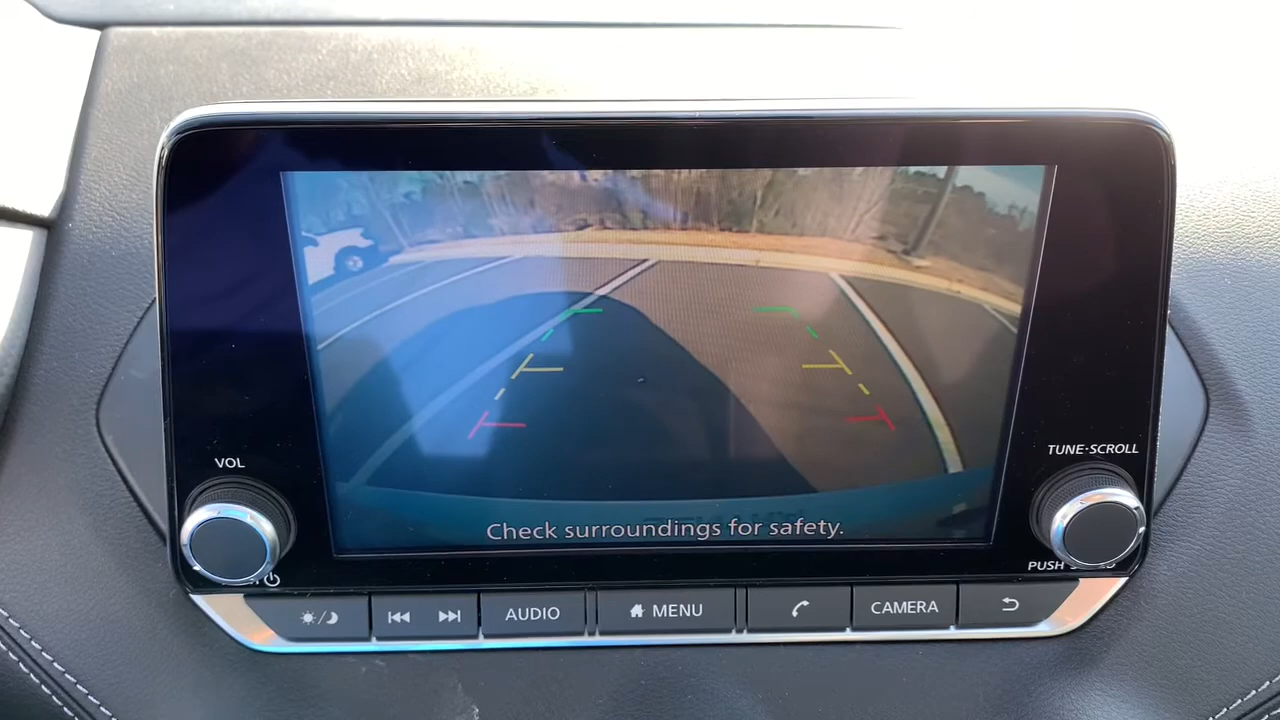 VOL
TUNE·SCROLL
Check surroundings for safety.
PUSH
AUDIO
MENU
CAMERA